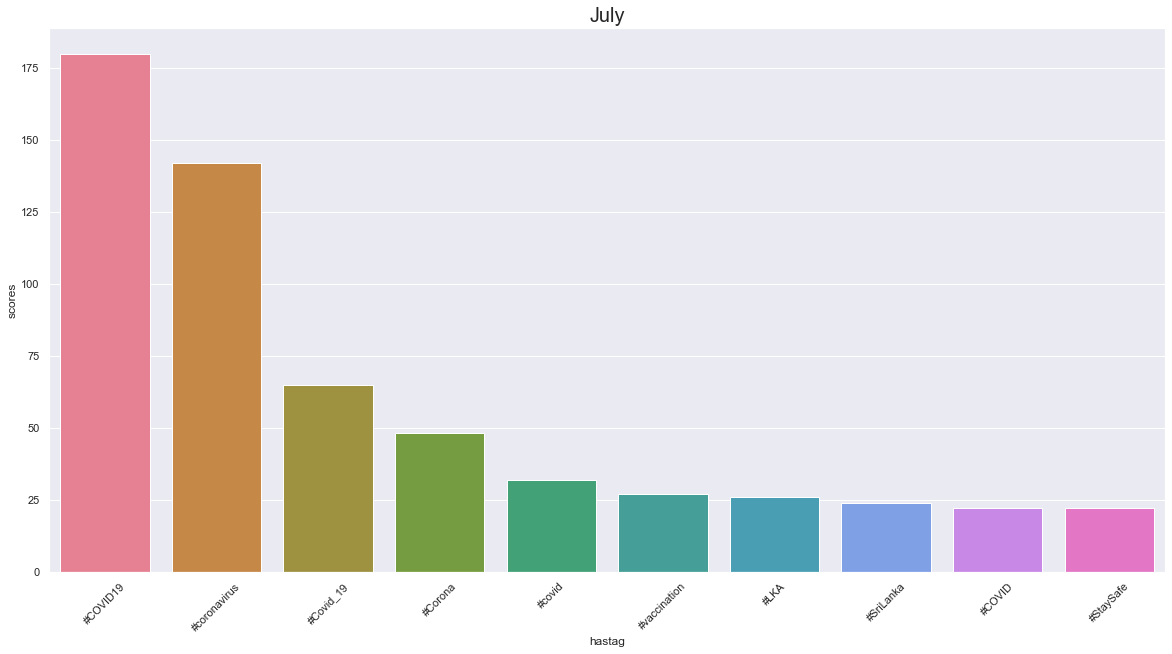 July
scores
175
150
125
100
75
50
25
0
#COVID19
#coronavirus
#Covid_19
#Corona
#covid
#vaccination
#LKA
#SriLanka
#COVID
#StaySafe
hastag